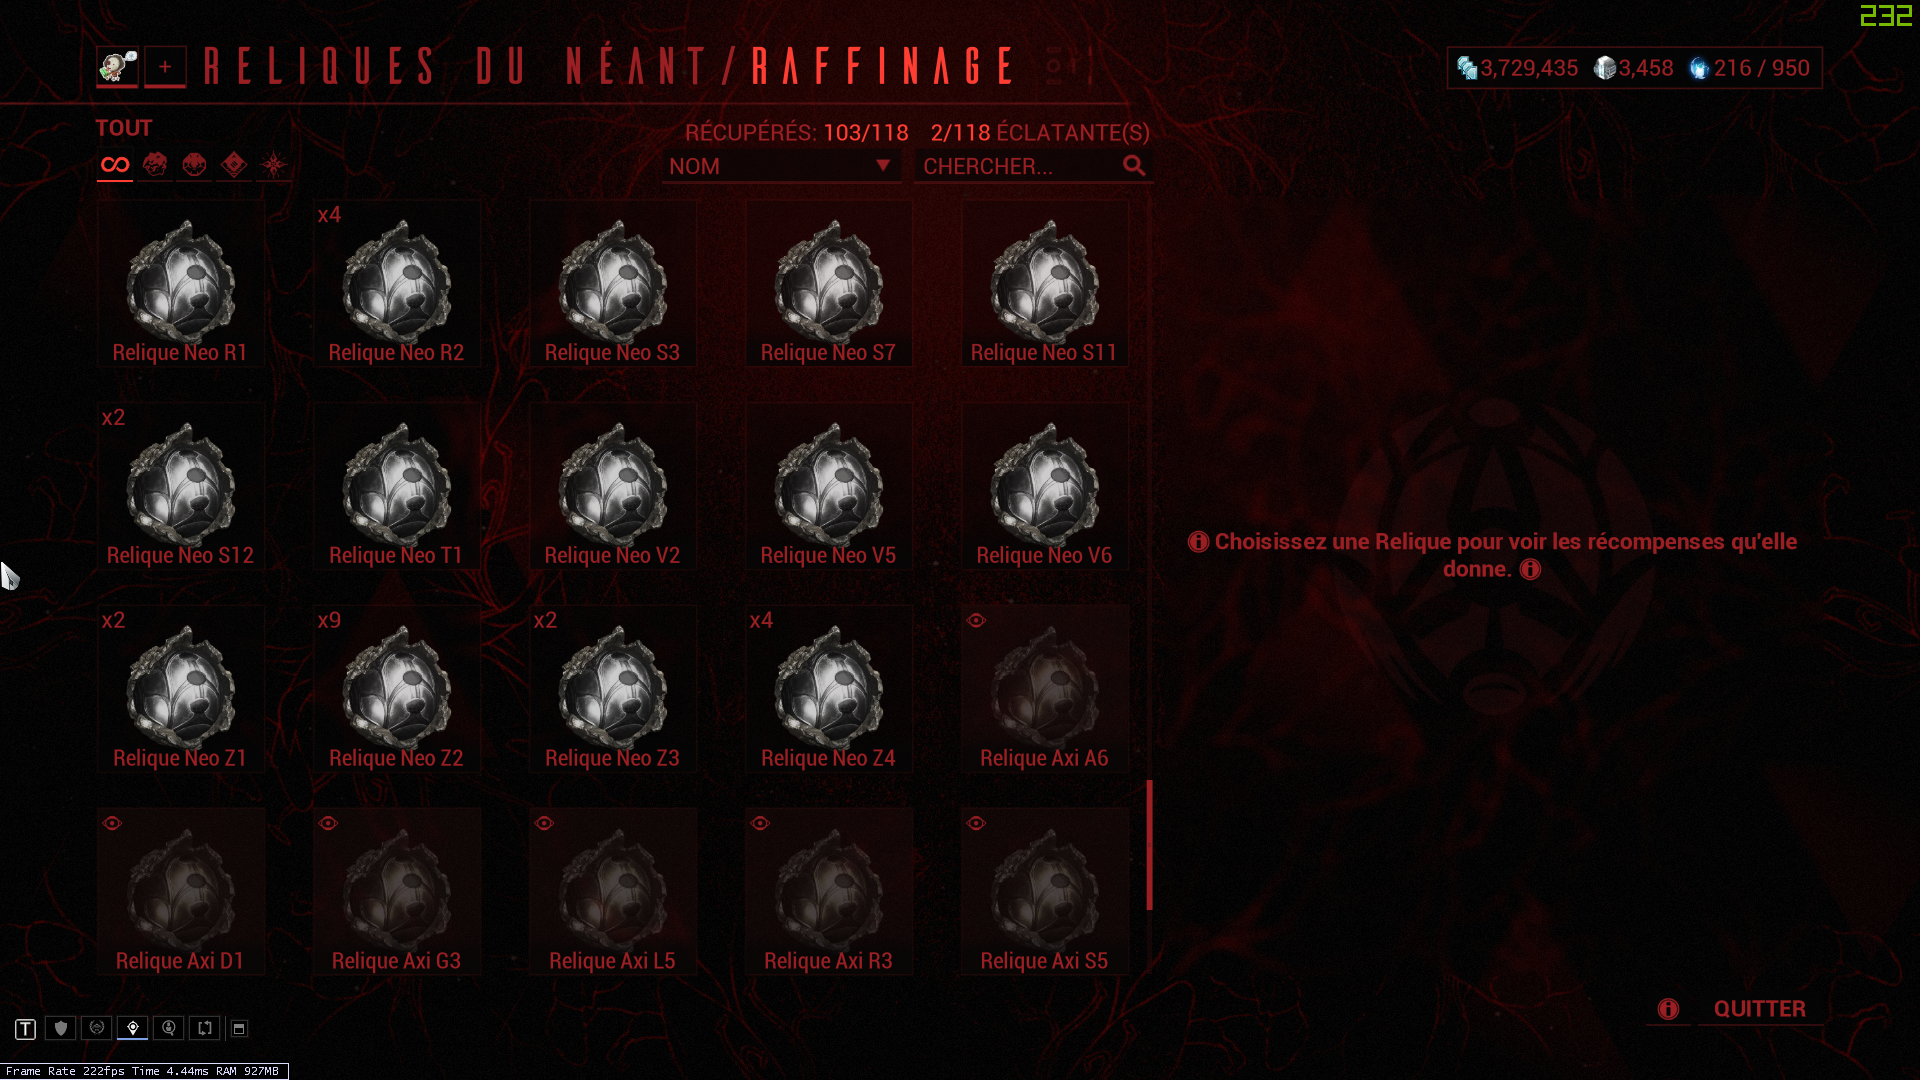 232
RELIQUES DU NÉANT/RAFFINAGE
3,729,435 3,458 216 / 950
TOUT
RÉCUPÉRÉS: 103/118 2/118 ÉCLATANTE(S)
NOM
CHERCHER...
x4
Relique Neo R1
Relique Neo R2
Relique Neo S3
Relique Neo S7
Relique Neo S11
x2
Relique Neo S12
Relique Neo T1
Relique Neo V2
Relique Neo V5
Relique Neo V6
Choisissez une Relique pour voir les récompenses qu'elle
donne.
x2
x9
x2
x4
Relique Neo Z1
Relique Neo Z2
Relique Neo Z3
Relique Neo Z4
Relique Axi A6
Relique Axi D1
Relique Axi G3
Relique Axi L5
Relique Axi R3
Relique Axi S5
QUITTER
T
Frame Rate 222fps Time 4.44ms RAM 927MB